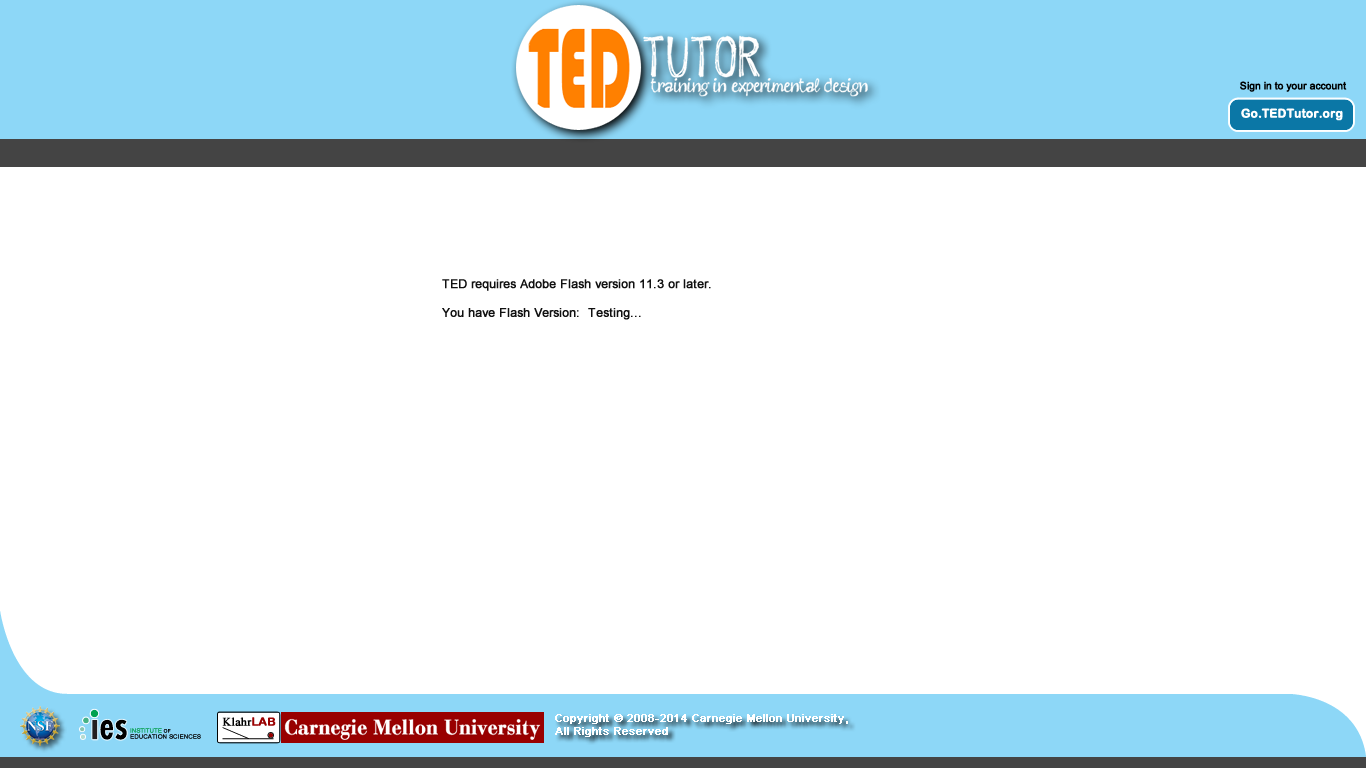 TED TUTOR
training in experimental design
Sign in to your account
Go.TEDTutor.org
TED requires Adobe Flash version 11.3 or later.
You have Flash Version: Testing...
NSF
ies INSTITUTE OF
EDUCATION SCIENCES
KlahrLAB
Carnegie Mellon University
Copyright © 2008-2014 Carnegie Mellon University,
All Rights Reserved